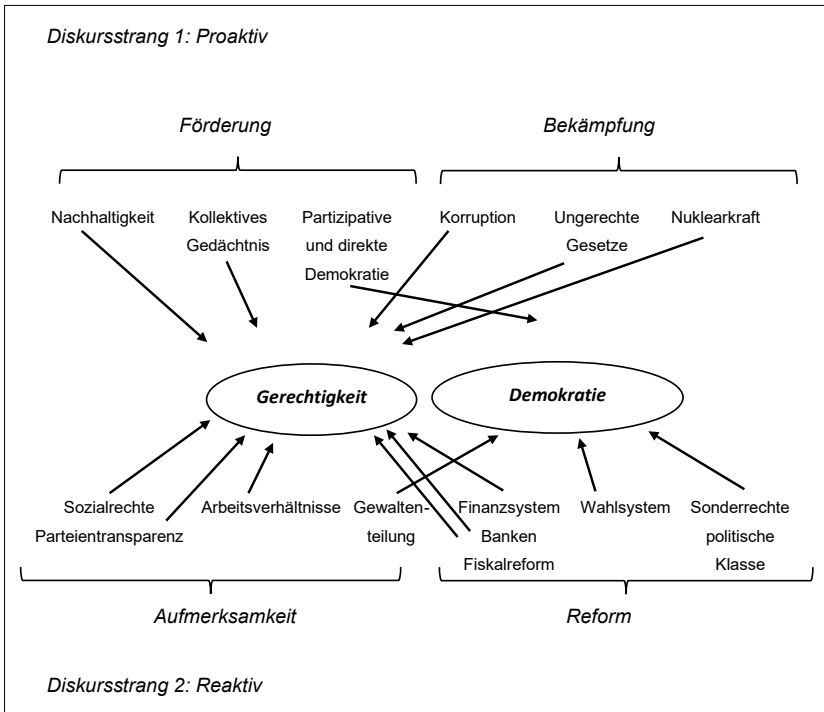 Diskursstrang 1: Proaktiv
Förderung
Bekämpfung
Nachhaltigkeit
Kollektives
Gedächtnis
Partizipative
und direkte
Demokratie
Korruption
Ungerechte
Gesetze
Nuklearkraft
Gerechtigkeit
Demokratie
Sozialrechte
Parteientransparenz
Arbeitsverhältnisse
Gewalten-
teilung
Finanzsystem
Banken
Fiskalreform
Wahlsystem
Sonderrechte
politische
Klasse
Aufmerksamkeit
Reform
Diskursstrang 2: Reaktiv